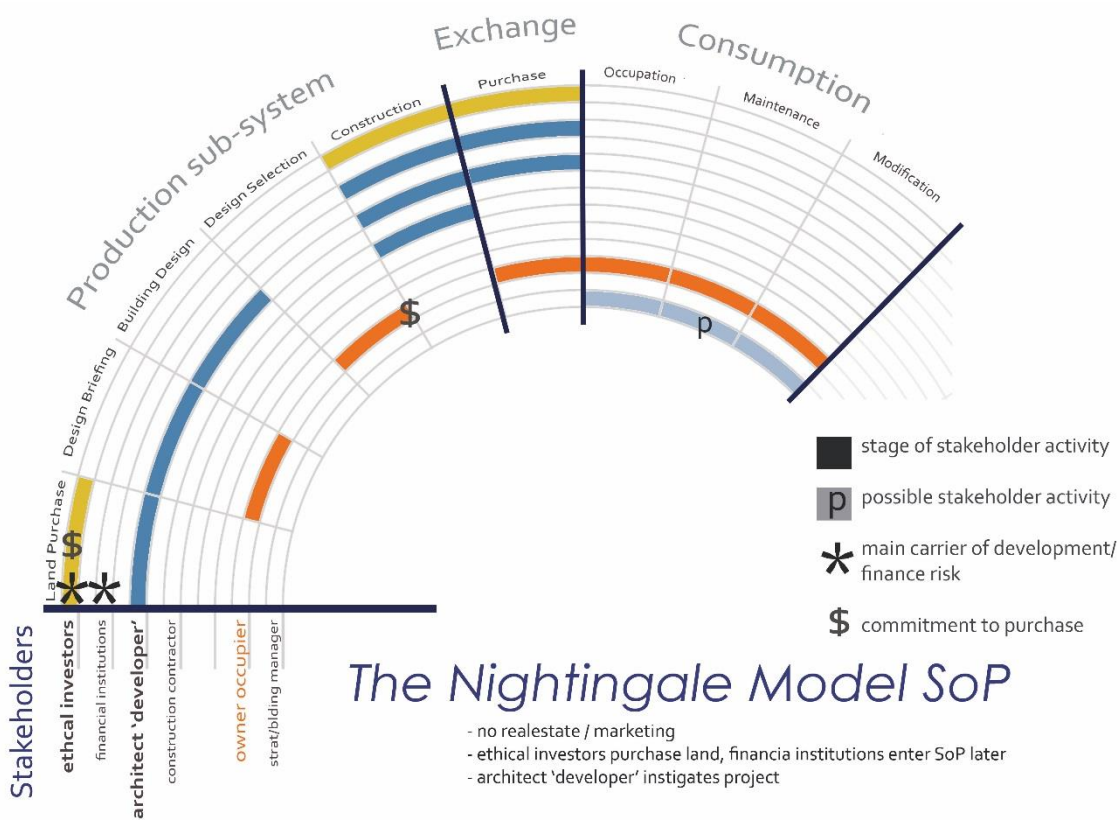 Exchange
Consumption
Production sub-system
Land Purchase
Design Briefing
Building Design
Design Selection
Construction
Purchase
Occupation
Maintenance
Modification
$
p
$
* *
stage of stakeholder activity
p possible stakeholder activity
* main carrier of development/
finance risk
$ commitment to purchase
Stakeholders
ethcal investors
financial institutions
architect ‘developer’
construction contractor
owner occupier
strat/blding manager
The Nightingale Model SoP
- no realestate / marketing
- ethical investors purchase land, financia institutions enter SoP later
- architect ‘developer’ instigates project